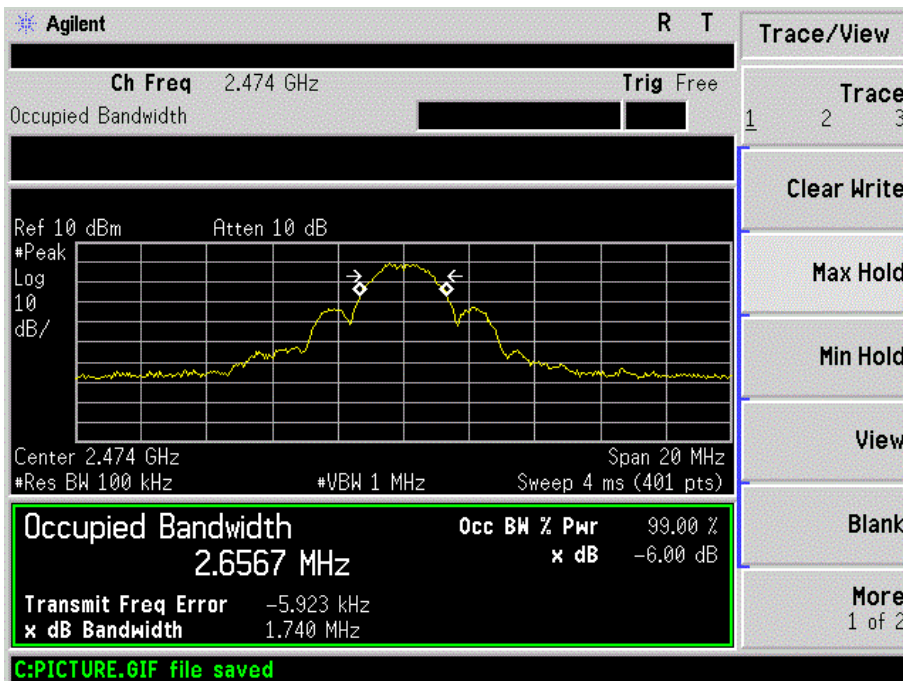 Agilent
R T
Trace/View
Ch Freq 2.474 GHz
Trig Free
Occupied Bandwidth
Trace
1 2 3
Clear Write
Max Hold
Min Hold
View
Blank
More
1 of 2
Ref 10 dBm
Atten 10 dB
#Peak
Log
10
dB/
Center 2.474 GHz
Span 20 MHz
#Res BW 100 kHz
#VBW 1 MHz
Sweep 4 ms (401 pts)
Occupied Bandwidth
2.6567 MHz
Occ BW % Pwr 99.00 %
x dB -6.00 dB
Transmit Freq Error -5.923 kHz
x dB Bandwidth 1.740 MHz
C:PICTURE.GIF file saved